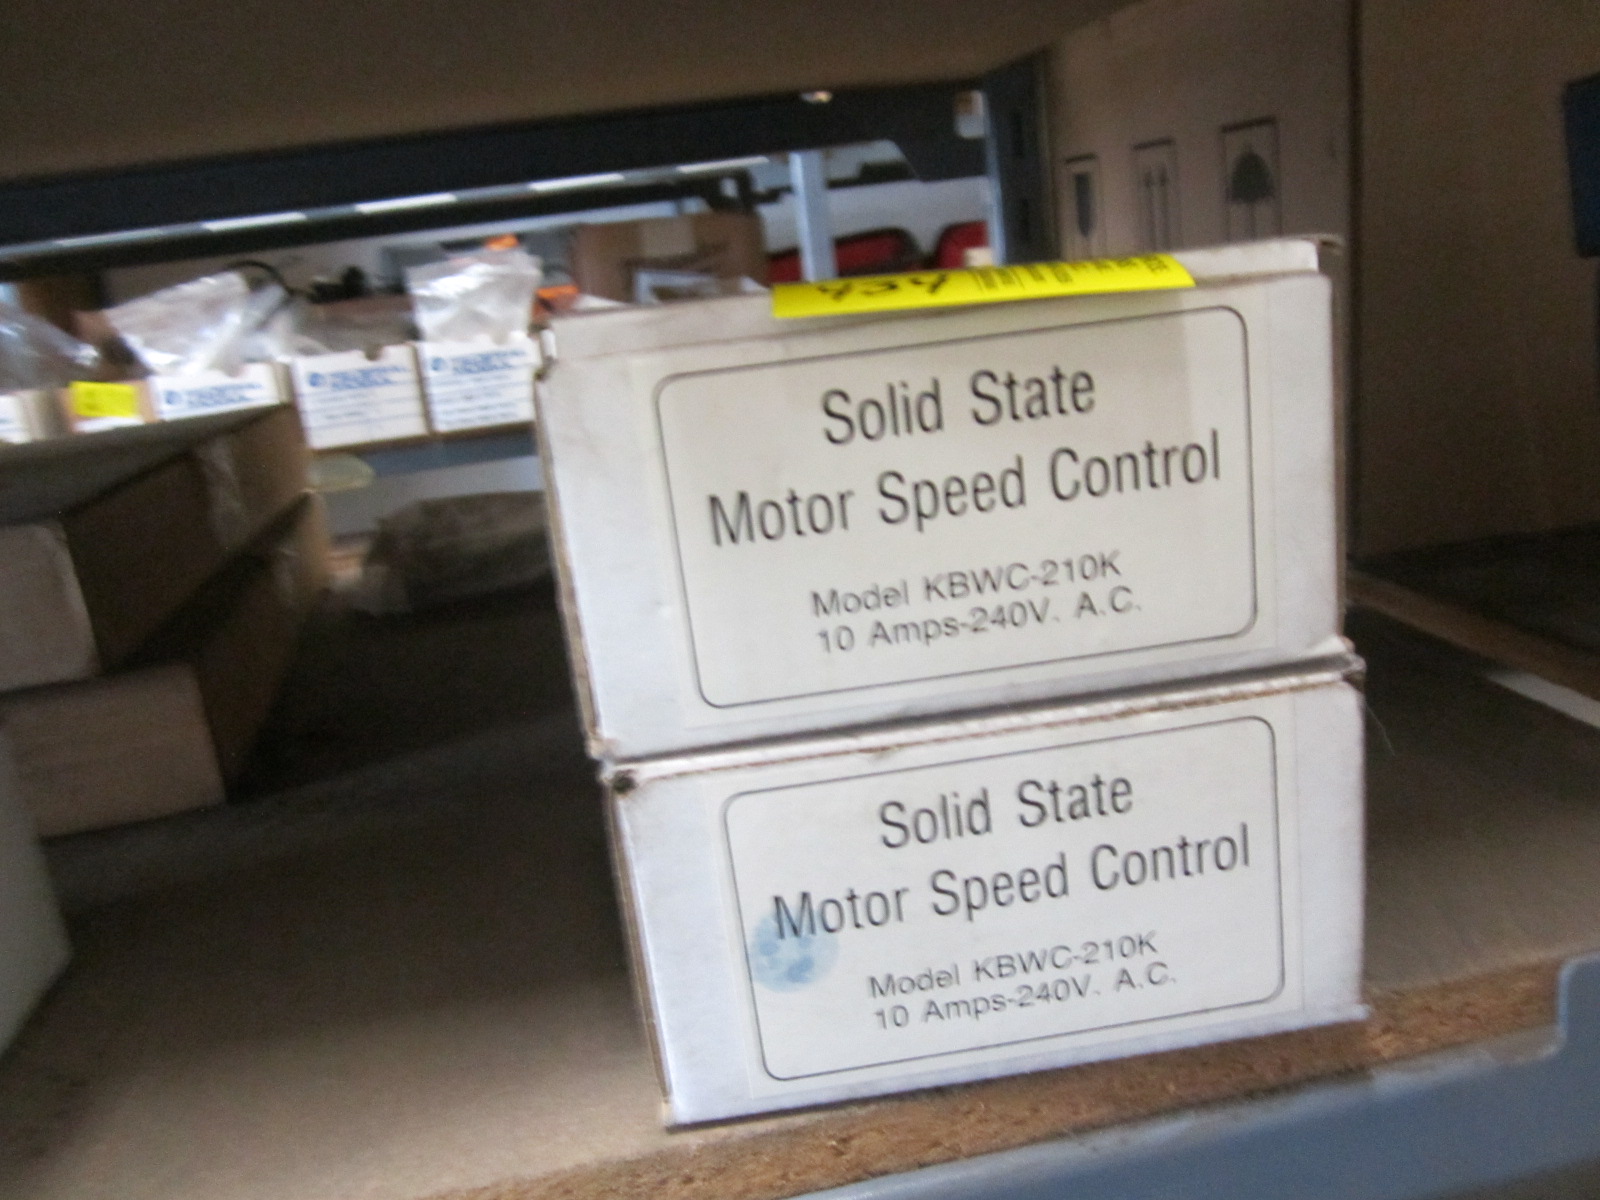 434
Solid State
Motor Speed Control
Model KBWC-210K
10 Amps-240V. A.C.
Solid State
Motor Speed Control
Model KBWC-210K
10 Amps-240V. A.C.